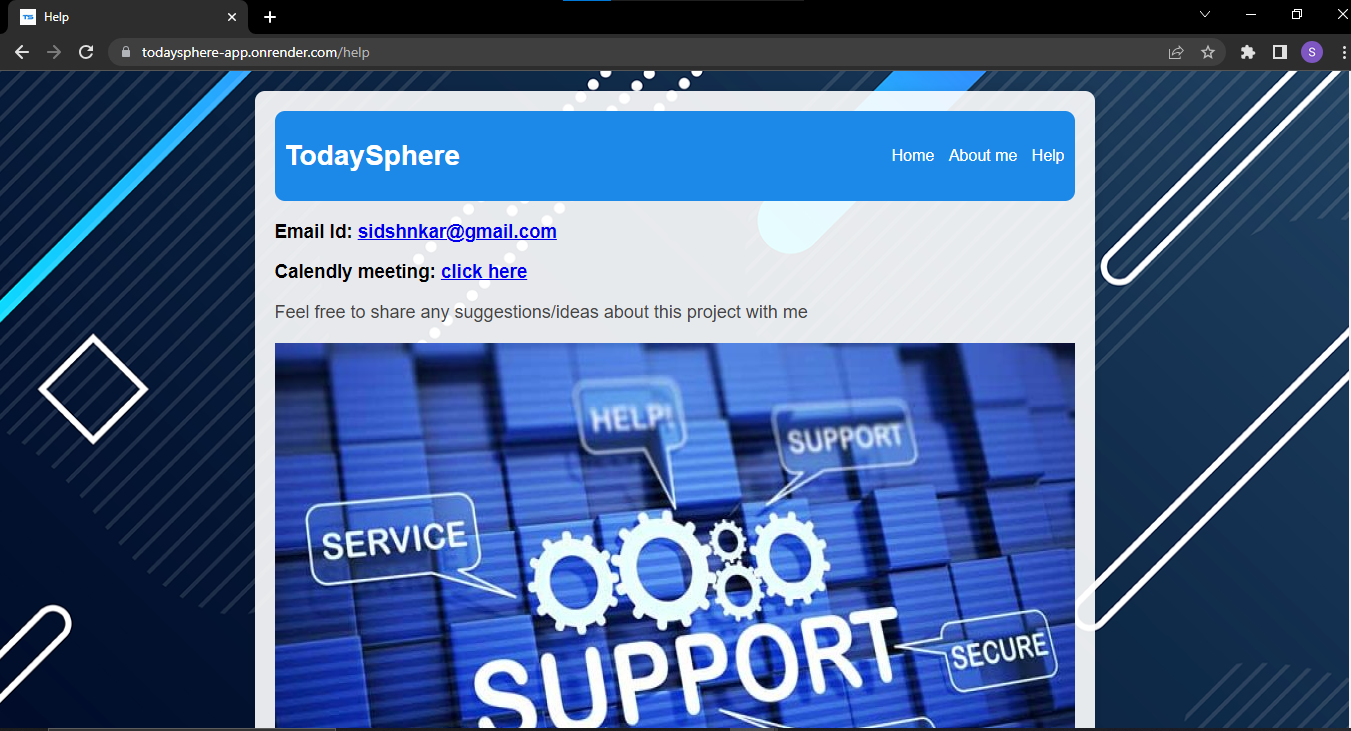 TS Help
todaysphere-app.onrender.com/help
S
TodaySphere
Home About me Help
Email Id: sidshnkar@gmail.com
Calendly meeting: click here
Feel free to share any suggestions/ideas about this project with me
HELP!
SUPPORT
SERVICE
SUPPORT
SECURE